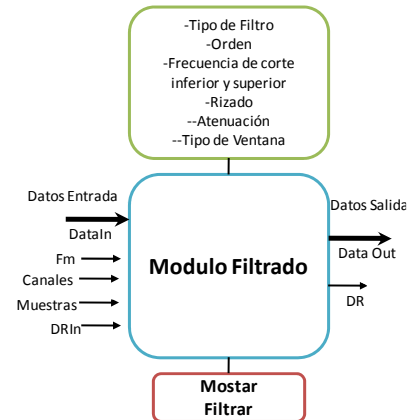 -Tipo de Filtro
-Orden
-Frecuencia de corte
inferior y superior
-Rizado
--Atenuación
--Tipo de Ventana
Datos Entrada
DataIn
Fm
Canales
Muestras
DRIn
Modulo Filtrado
Datos Salida
Data Out
DR
Mostar
Filtrar